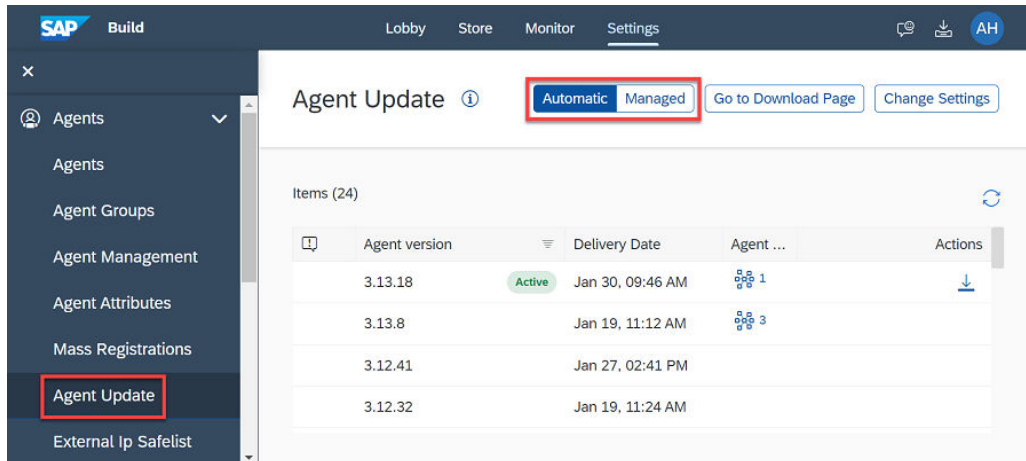 SAP Build Lobby Store Monitor Settings AH
Agents
Agents
Agent Groups
Agent Management
Agent Attributes
Mass Registrations
Agent Update
External Ip Safelist
Agent Update Automatic Managed Go to Download Page Change Settings
Items (24)
Agent version Delivery Date Agent ... Actions
3.13.18 Active Jan 30, 09:46 AM 1
3.13.8 Jan 19, 11:12 AM 3
3.12.41 Jan 27, 02:41 PM
3.12.32 Jan 19, 11:24 AM